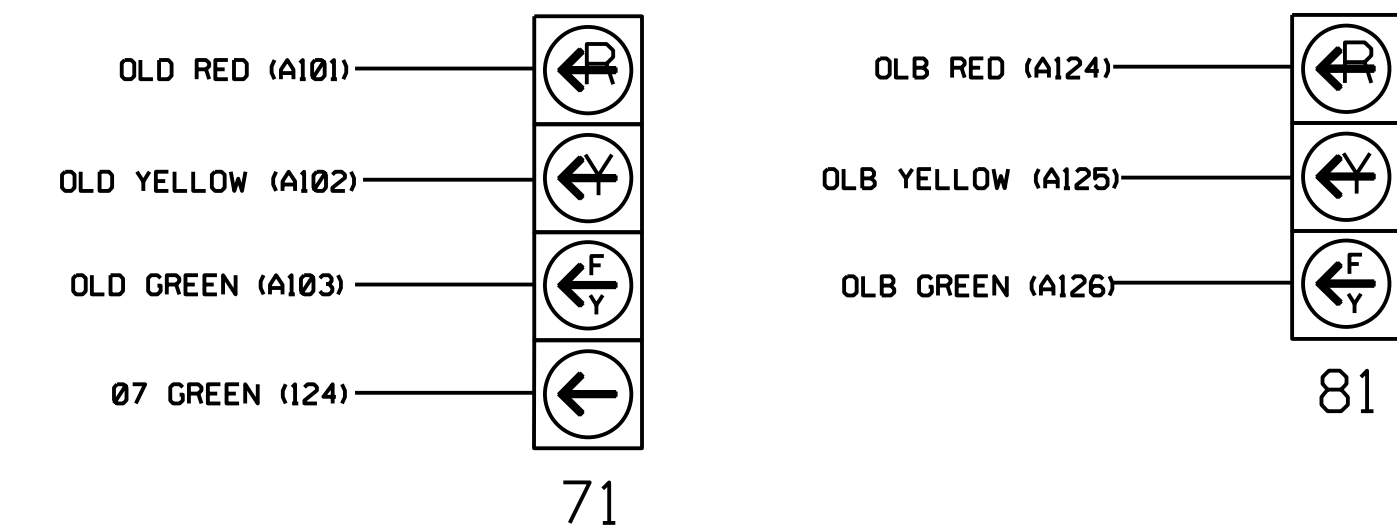 OLD RED (A101)
R
OLD YELLOW (A102)
Y
OLD GREEN (A103)
F
Y
Ø7 GREEN (124)
71
OLB RED (A124)
R
OLB YELLOW (A125)
Y
OLB GREEN (A126)
F
Y
81